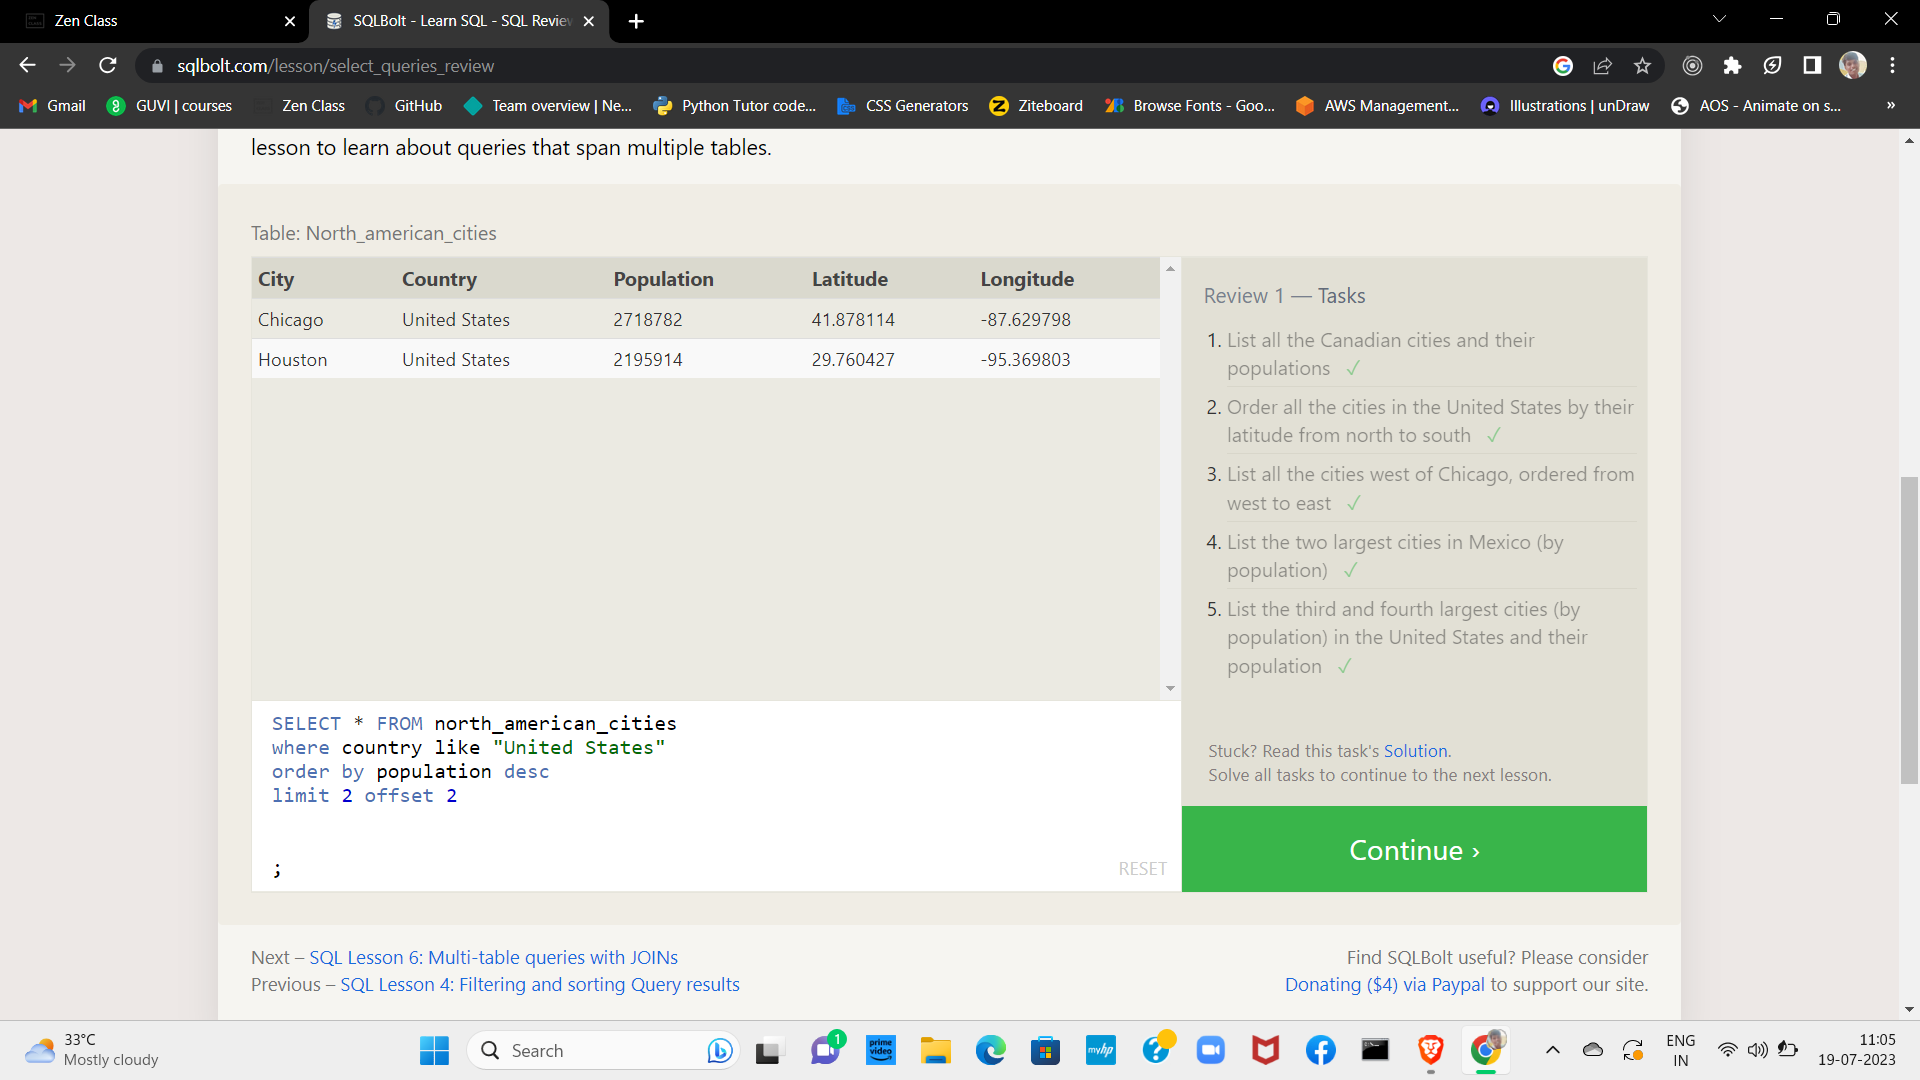 Zen Class
SQLBolt - Learn SQL - SQL Review
sqlbolt.com/lesson/select_queries_review
Gmail
GUVI | courses
Zen Class
GitHub
Team overview | Ne...
Python Tutor code...
CSS Generators
Ziteboard
Browse Fonts - Goo...
AWS Management...
Illustrations | unDraw
AOS - Animate on s...
»
lesson to learn about queries that span multiple tables.
Table: North_american_cities
City Country Population Latitude Longitude
Chicago United States 2718782 41.878114 -87.629798
Houston United States 2195914 29.760427 -95.369803
Review 1 — Tasks
1. List all the Canadian cities and their
populations ✓
2. Order all the cities in the United States by their
latitude from north to south ✓
3. List all the cities west of Chicago, ordered from
west to east ✓
4. List the two largest cities in Mexico (by
population) ✓
5. List the third and fourth largest cities (by
population) in the United States and their
population ✓
Stuck? Read this task's Solution.
Solve all tasks to continue to the next lesson.
Continue ›
SELECT * FROM north_american_cities
where country like "United States"
order by population desc
limit 2 offset 2
;
RESET
Next – SQL Lesson 6: Multi-table queries with JOINs
Previous – SQL Lesson 4: Filtering and sorting Query results
Find SQLBolt useful? Please consider
Donating ($4) via Paypal to support our site.
33°C
Mostly cloudy
Search
1
prime
video
myhp
ENG
IN
11:05
19-07-2023